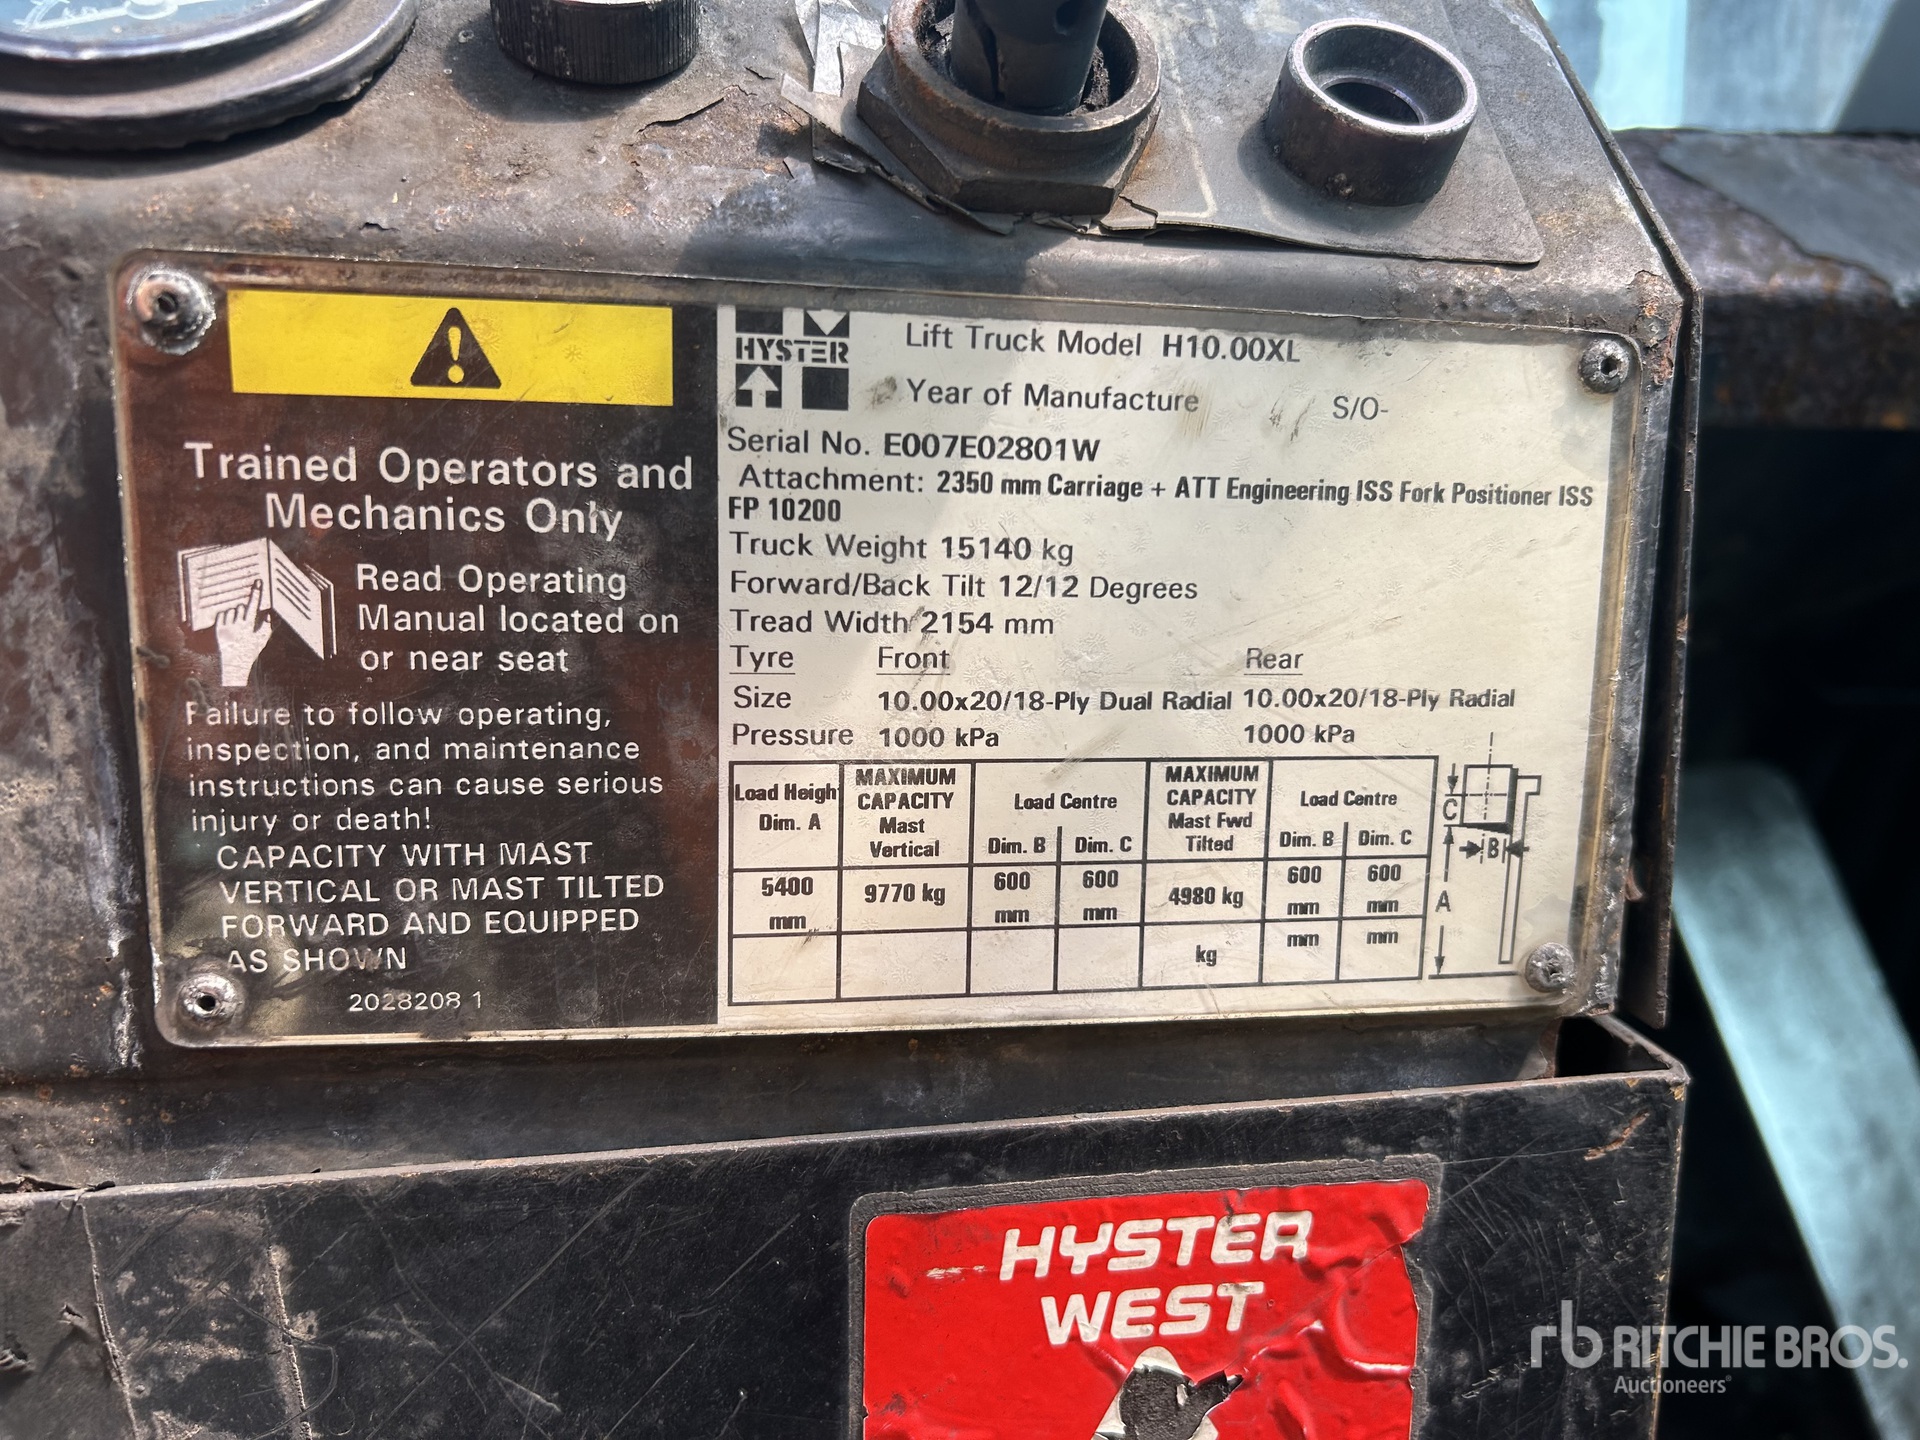 Trained Operators and
Mechanics Only
Read Operating
Manual located on
or near seat
Failure to follow operating,
inspection, and maintenance
instructions can cause serious
injury or death!
CAPACITY WITH MAST
VERTICAL OR MAST TILTED
FORWARD AND EQUIPPED
AS SHOWN
2028208 1
HYSTER
Lift Truck Model H10.00XL
Year of Manufacture S/O-
Serial No. E007E02801W
Attachment: 2350 mm Carriage + ATT Engineering ISS Fork Positioner ISS
FP 10200
Truck Weight 15140 kg
Forward/Back Tilt 12/12 Degrees
Tread Width 2154 mm
Tyre Front Rear
Size 10.00x20/18-Ply Dual Radial 10.00x20/18-Ply Radial
Pressure 1000 kPa 1000 kPa
Load Height
Dim. A
MAXIMUM
CAPACITY
Mast
Vertical
Load Centre
Dim. B Dim. C
MAXIMUM
CAPACITY
Mast Fwd
Tilted
Load Centre
Dim. B Dim. C
5400 9770 kg 600 600 4980 kg 600 600
mm mm mm mm mm
kg mm mm
C
B
A
HYSTER
WEST
rb RITCHIE BROS.
Auctioneers